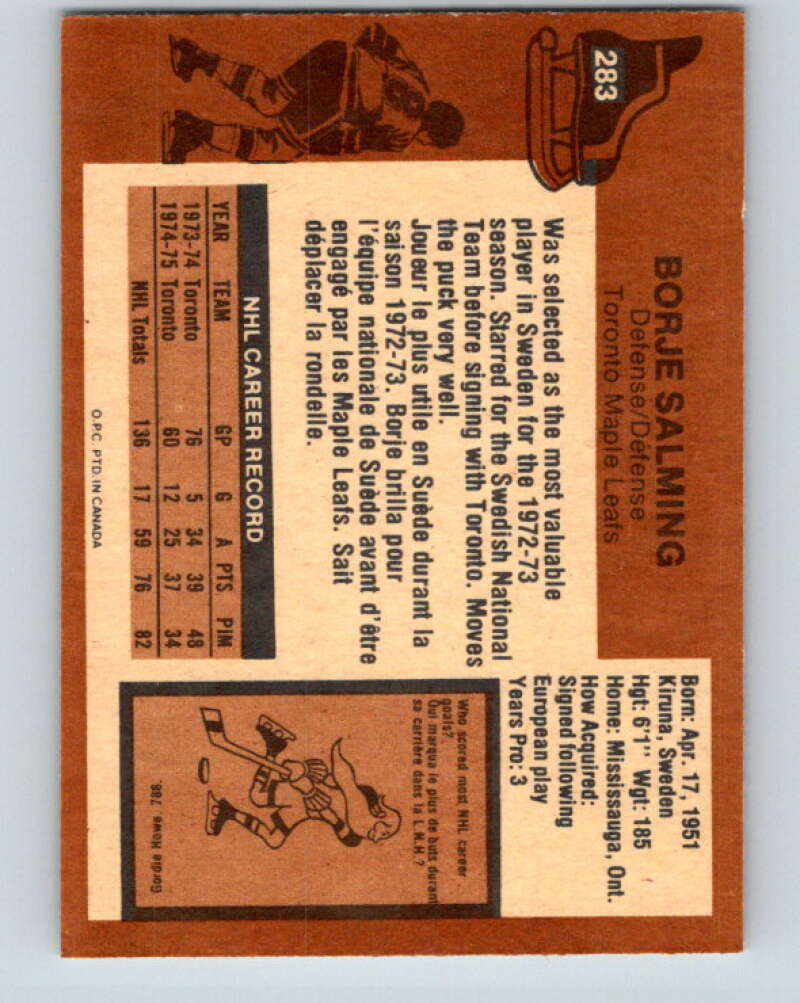 283
BORJE SALMING
Defense/Défense
Toronto Maple Leafs
Born: Apr. 17, 1951
Kiruna, Sweden
Hgt: 6'1" Wgt: 185
Home: Mississauga, Ont.
How Acquired:
Signed following
European play
Years Pro: 3
Was selected as the most valuable
player in Sweden for the 1972-73
season. Starred for the Swedish National
Team before signing with Toronto. Moves
the puck very well.
Joueur le plus utile en Suède durant la
saison 1972-73. Borje brilla pour
l'équipe nationale de Suède avant d'être
engagé par les Maple Leafs. Sait
déplacer la rondelle.
NHL CAREER RECORD
YEAR TEAM GP G A PTS PIM
1973-74 Toronto 76 5 34 39 48
1974-75 Toronto 60 12 25 37 34
NHL Totals 136 17 59 76 82
Who scored most NHL career
goals?
Qui marqua le plus de buts durant
sa carrière dans la L.N.H.?
Gordie Howe, 786.
O.P.C. PTD. IN CANADA